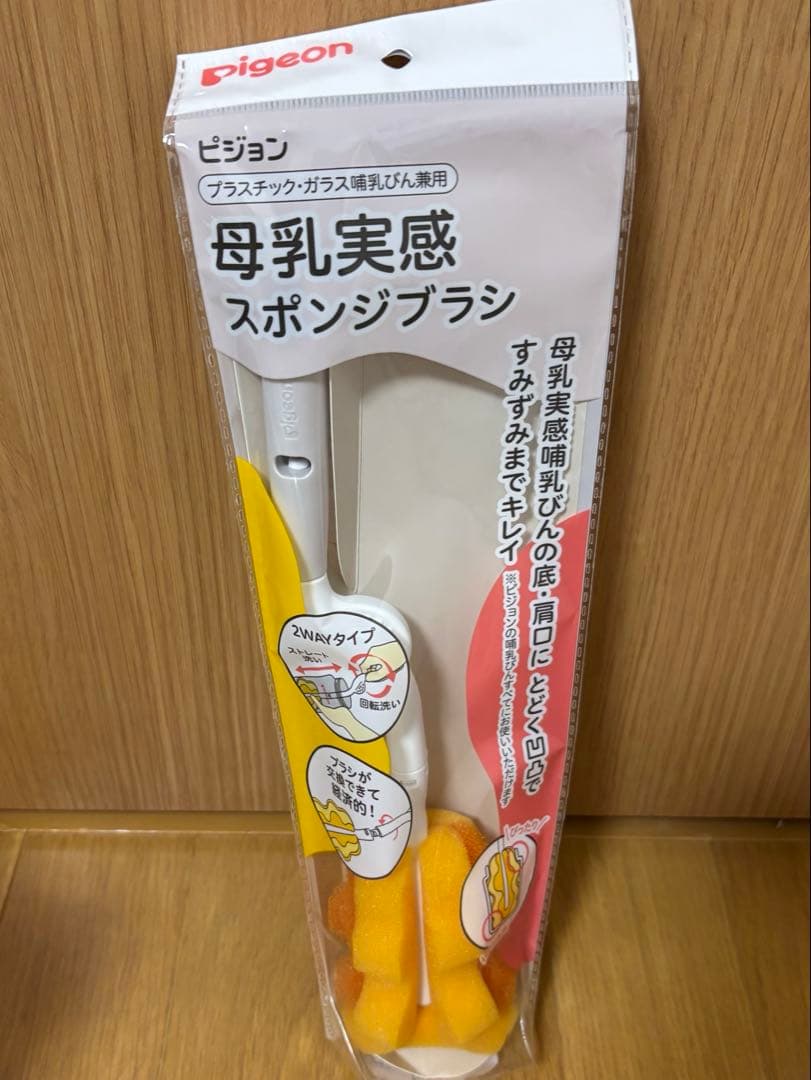 Pigeon
ピジョン
プラスチック・ガラス哺乳びん兼用
母乳実感
スポンジブラシ
母乳実感哺乳びんの底・肩口に とどく凹凸で
すみずみまでキレイ
※ピジョンの哺乳びんすべてにお使いいただけます
Pigeon
2WAYタイプ
ストレート
洗い
回転洗い
ブラシが
交換できて
経済的!
ぴったり